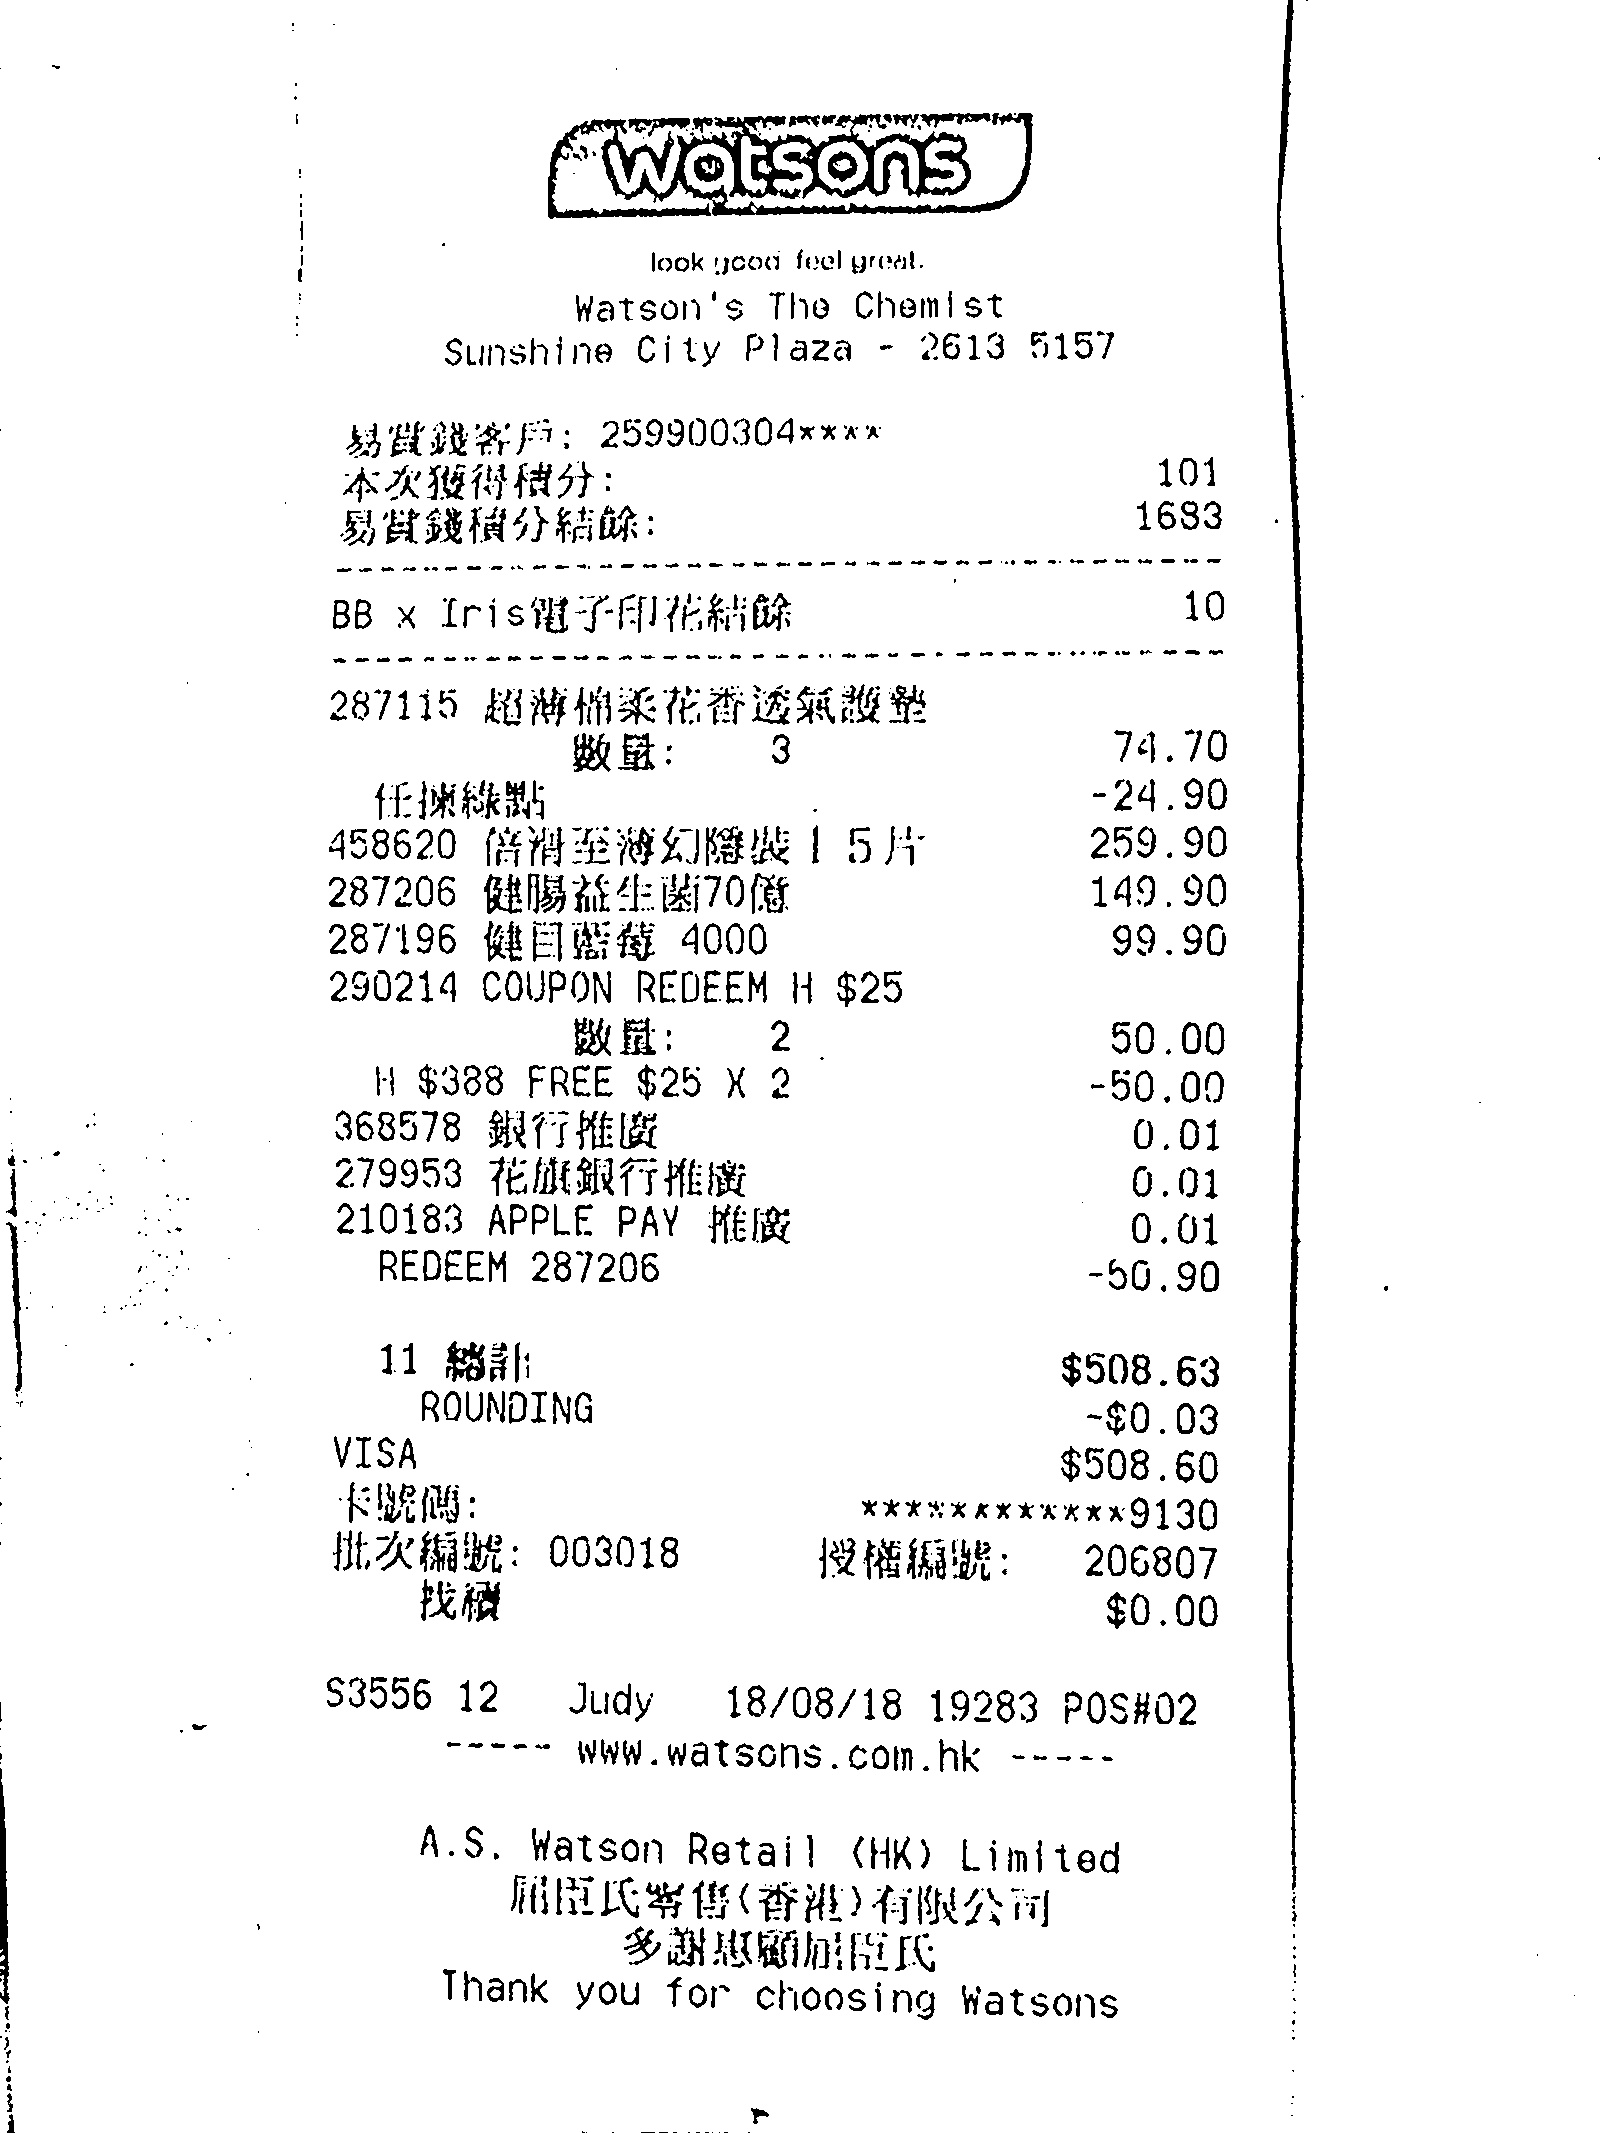 watsons
look good feel great.
Watson's The Chemist
Sunshine City Plaza - 2613 5157
易賞錢客戶: 259900304****
本次獲得積分: 101
易賞錢積分結餘: 1683
BB x Iris電子印花結餘 10
287115 超薄棉柔花香透氣護墊
數量: 3 74.70
任揀綠點 -24.90
458620 倍滑至薄幻隱裝15片 259.90
287206 健腸益生菌70億 149.90
287196 健目藍莓 4000 99.90
290214 COUPON REDEEM H $25
數量: 2 50.00
H $388 FREE $25 X 2 -50.00
368578 銀行推廣 0.01
279953 花旗銀行推廣 0.01
210183 APPLE PAY 推廣 0.01
REDEEM 287206 -50.90
11 總計: $508.63
ROUNDING -$0.03
VISA $508.60
卡號碼: ************9130
批次編號: 003018 授權編號: 206807
找續 $0.00
S3556 12 Judy 18/08/18 19283 POS#02
----- www.watsons.com.hk -----
A.S. Watson Retail (HK) Limited
屈臣氏零售(香港)有限公司
多謝惠顧屈臣氏
Thank you for choosing Watsons